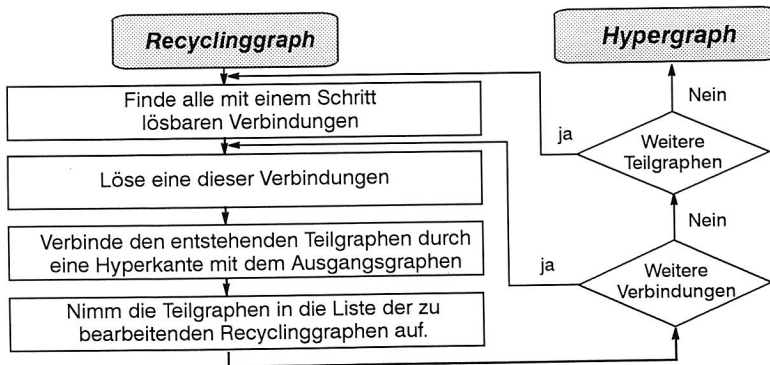 Recyclinggraph
Hypergraph
Finde alle mit einem Schritt
lösbaren Verbindungen
Nein
ja
Weitere
Teilgraphen
Löse eine dieser Verbindungen
Nein
Verbinde den entstehenden Teilgraphen durch
eine Hyperkante mit dem Ausgangsgraphen
ja
Weitere
Verbindungen
Nimm die Teilgraphen in die Liste der zu
bearbeitenden Recyclinggraphen auf.